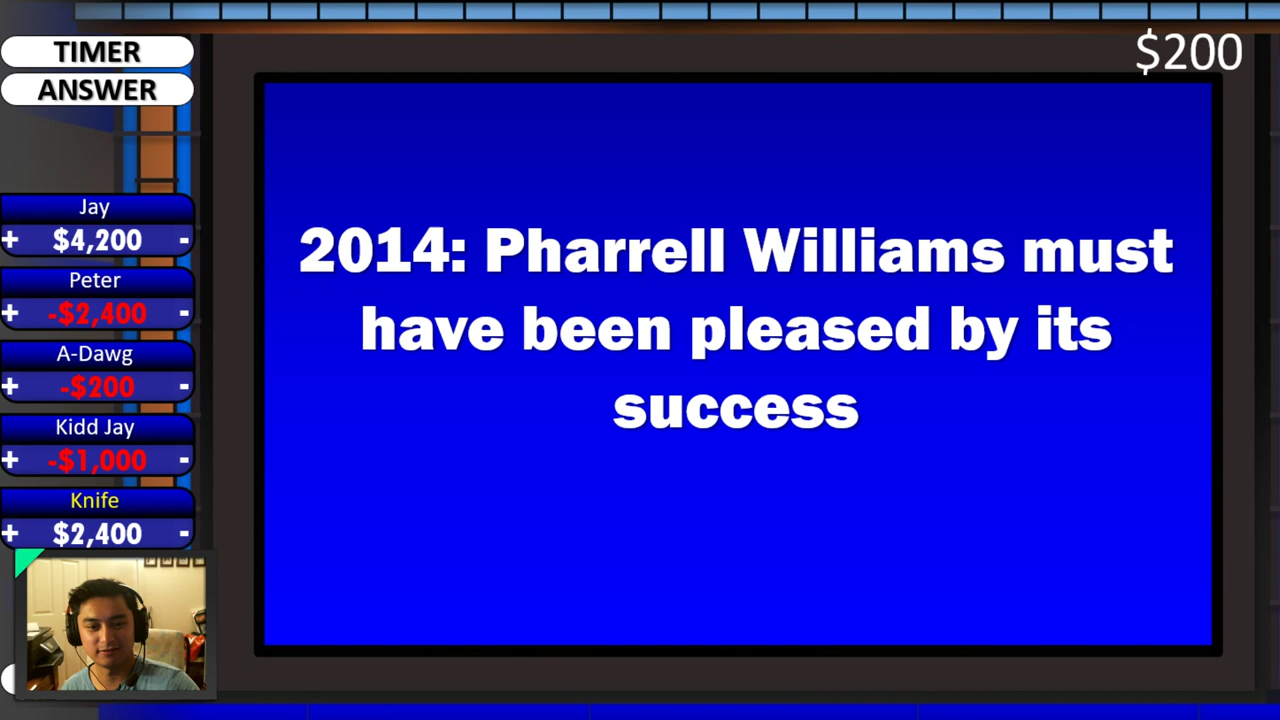 $200
TIMER
ANSWER
Jay
+ $4,200 -
Peter
+ -$2,400 -
A-Dawg
+ -$200 -
Kidd Jay
+ -$1,000 -
Knife
+ $2,400 -
2014: Pharrell Williams must
have been pleased by its
success